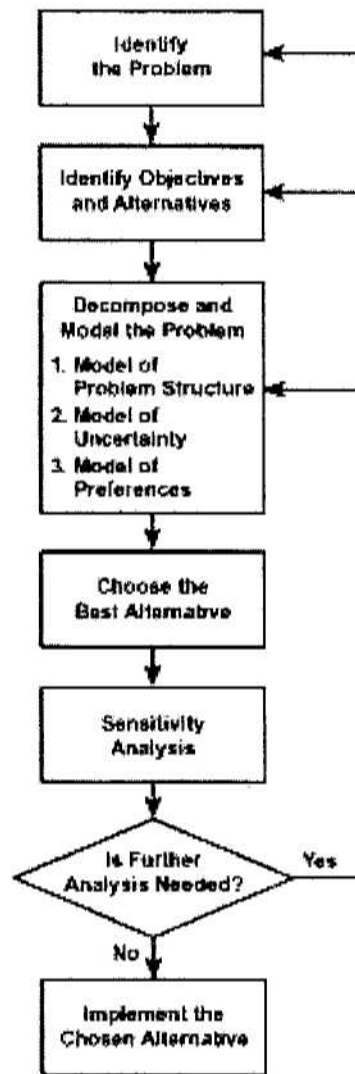 Identify
the Problem
Identify Objectives
and Alternatives
Decompose and
Model the Problem
1. Model of
Problem Structure
2. Model of
Uncertainty
3. Model of
Preferences
Choose the
Best Alternative
Sensitivity
Analysis
Is Further
Analysis Needed?
Yes
No
Implement the
Chosen Alternative